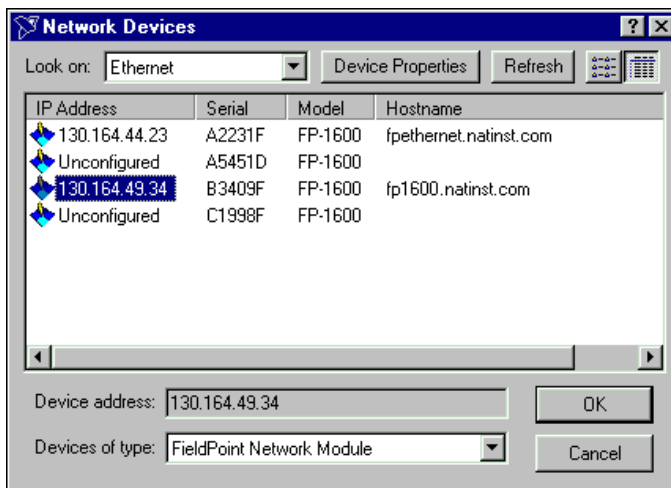 Network Devices
Look on: Ethernet Device Properties Refresh
IP Address Serial Model Hostname
130.164.44.23 A2231F FP-1600 fpethernet.natinst.com
Unconfigured A5451D FP-1600
130.164.49.34 B3409F FP-1600 fp1600.natinst.com
Unconfigured C1998F FP-1600
Device address: 130.164.49.34 OK
Devices of type: FieldPoint Network Module Cancel